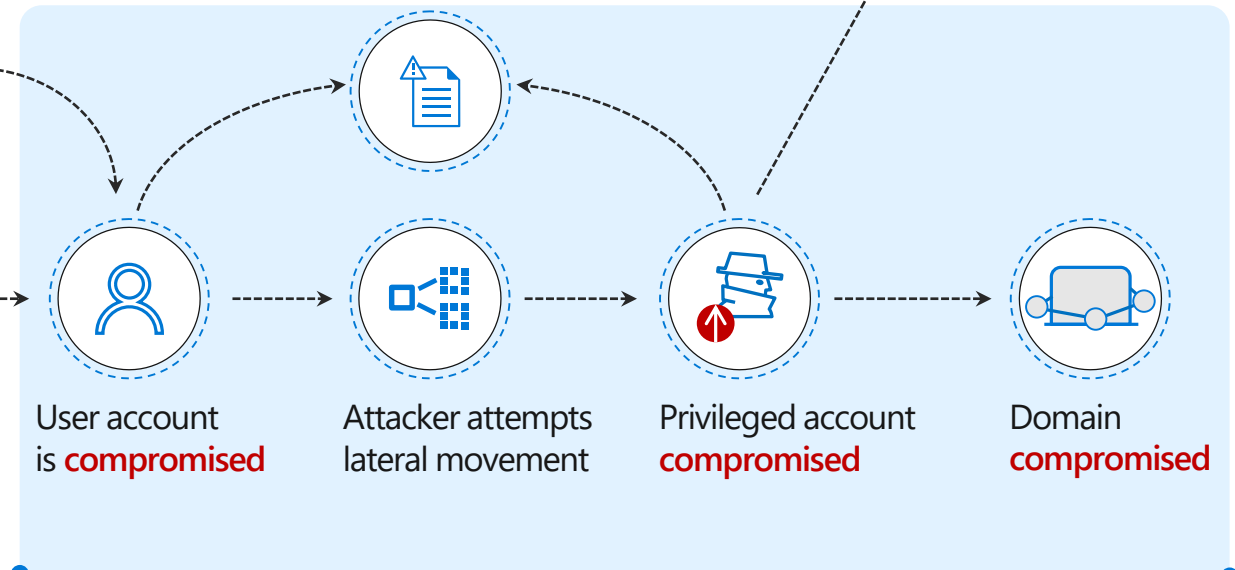 User account
is compromised
Attacker attempts
lateral movement
Privileged account
compromised
Domain
compromised